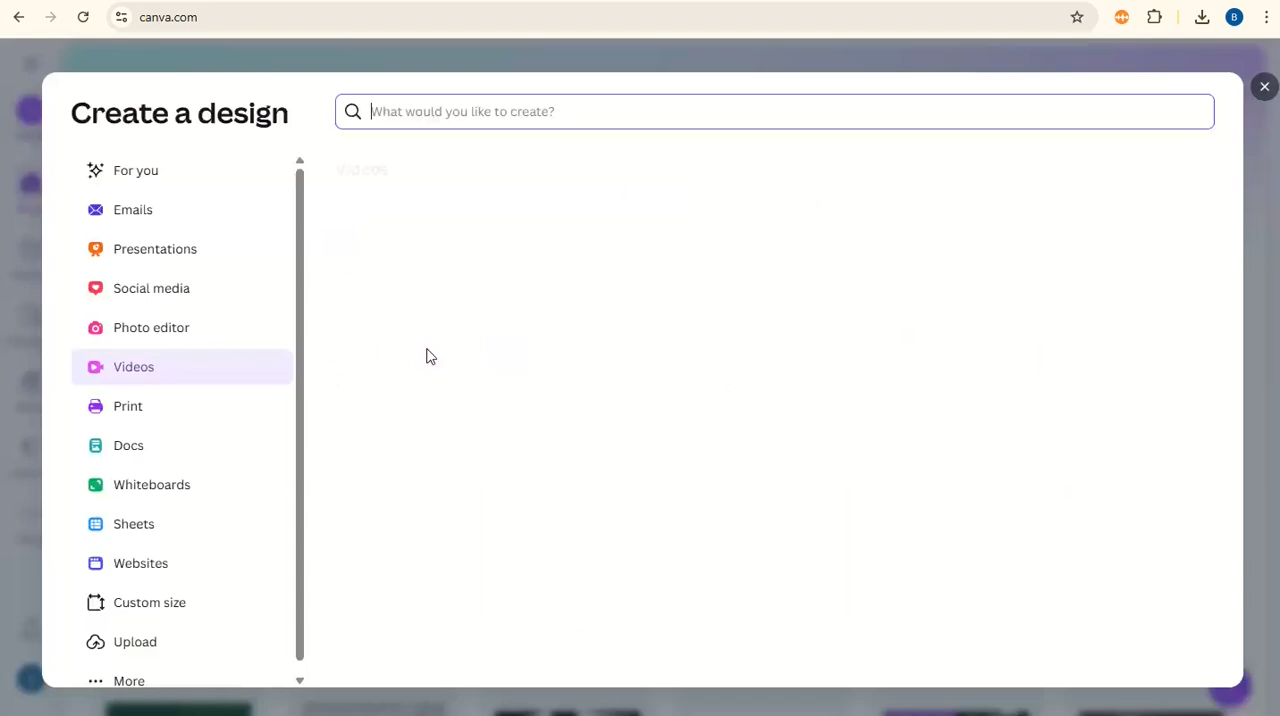 canva.com
B
Create a design
What would you like to create?
For you
Videos
Emails
Presentations
Social media
Photo editor
Videos
Print
Docs
Whiteboards
Sheets
Websites
Custom size
Upload
More